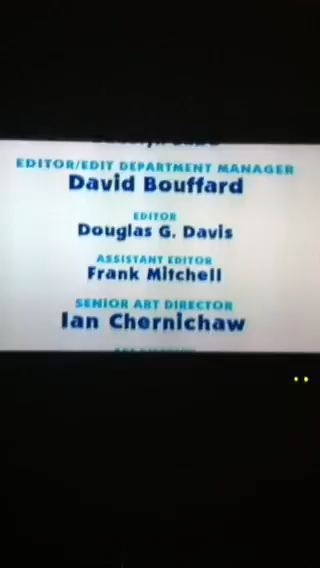 EDITOR/EDIT DEPARTMENT MANAGER
David Bouffard
EDITOR
Douglas G. Davis
ASSISTANT EDITOR
Frank Mitchell
SENIOR ART DIRECTOR
Ian Chernichaw